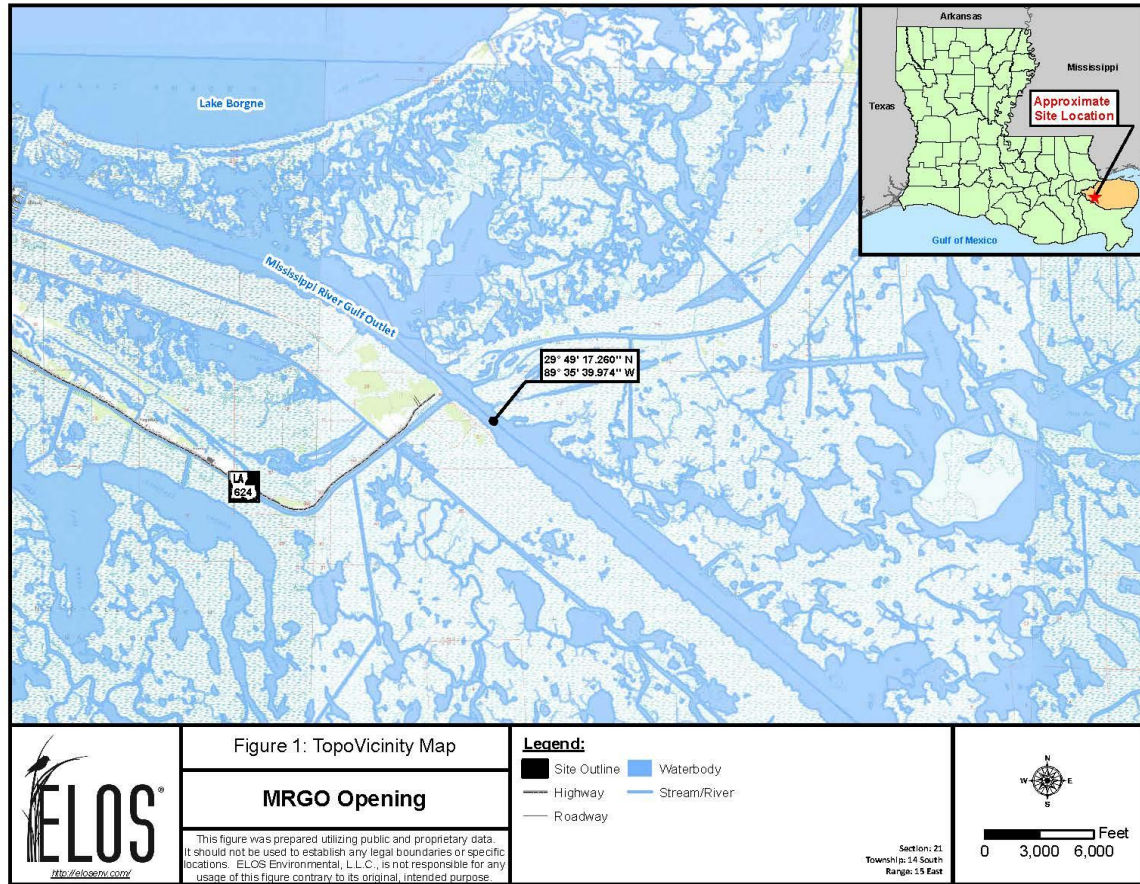 Lake Borgne
Mississippi River Gulf Outlet
29° 49' 17.260" N
89° 35' 39.974" W
LA
624
Arkansas
Mississippi
Texas
Approximate
Site Location
Gulf of Mexico
ELOS®
http://elosenv.com/
Figure 1: TopoVicinity Map
MRGO Opening
This figure was prepared utilizing public and proprietary data.
It should not be used to establish any legal boundaries or specific
locations. ELOS Environmental, L.L.C., is not responsible for any
usage of this figure contrary to its original, intended purpose.
Legend:
Site Outline Waterbody
Highway Stream/River
Roadway
Section: 21
Township: 14 South
Range: 15 East
N
W E
S
Feet
0 3,000 6,000